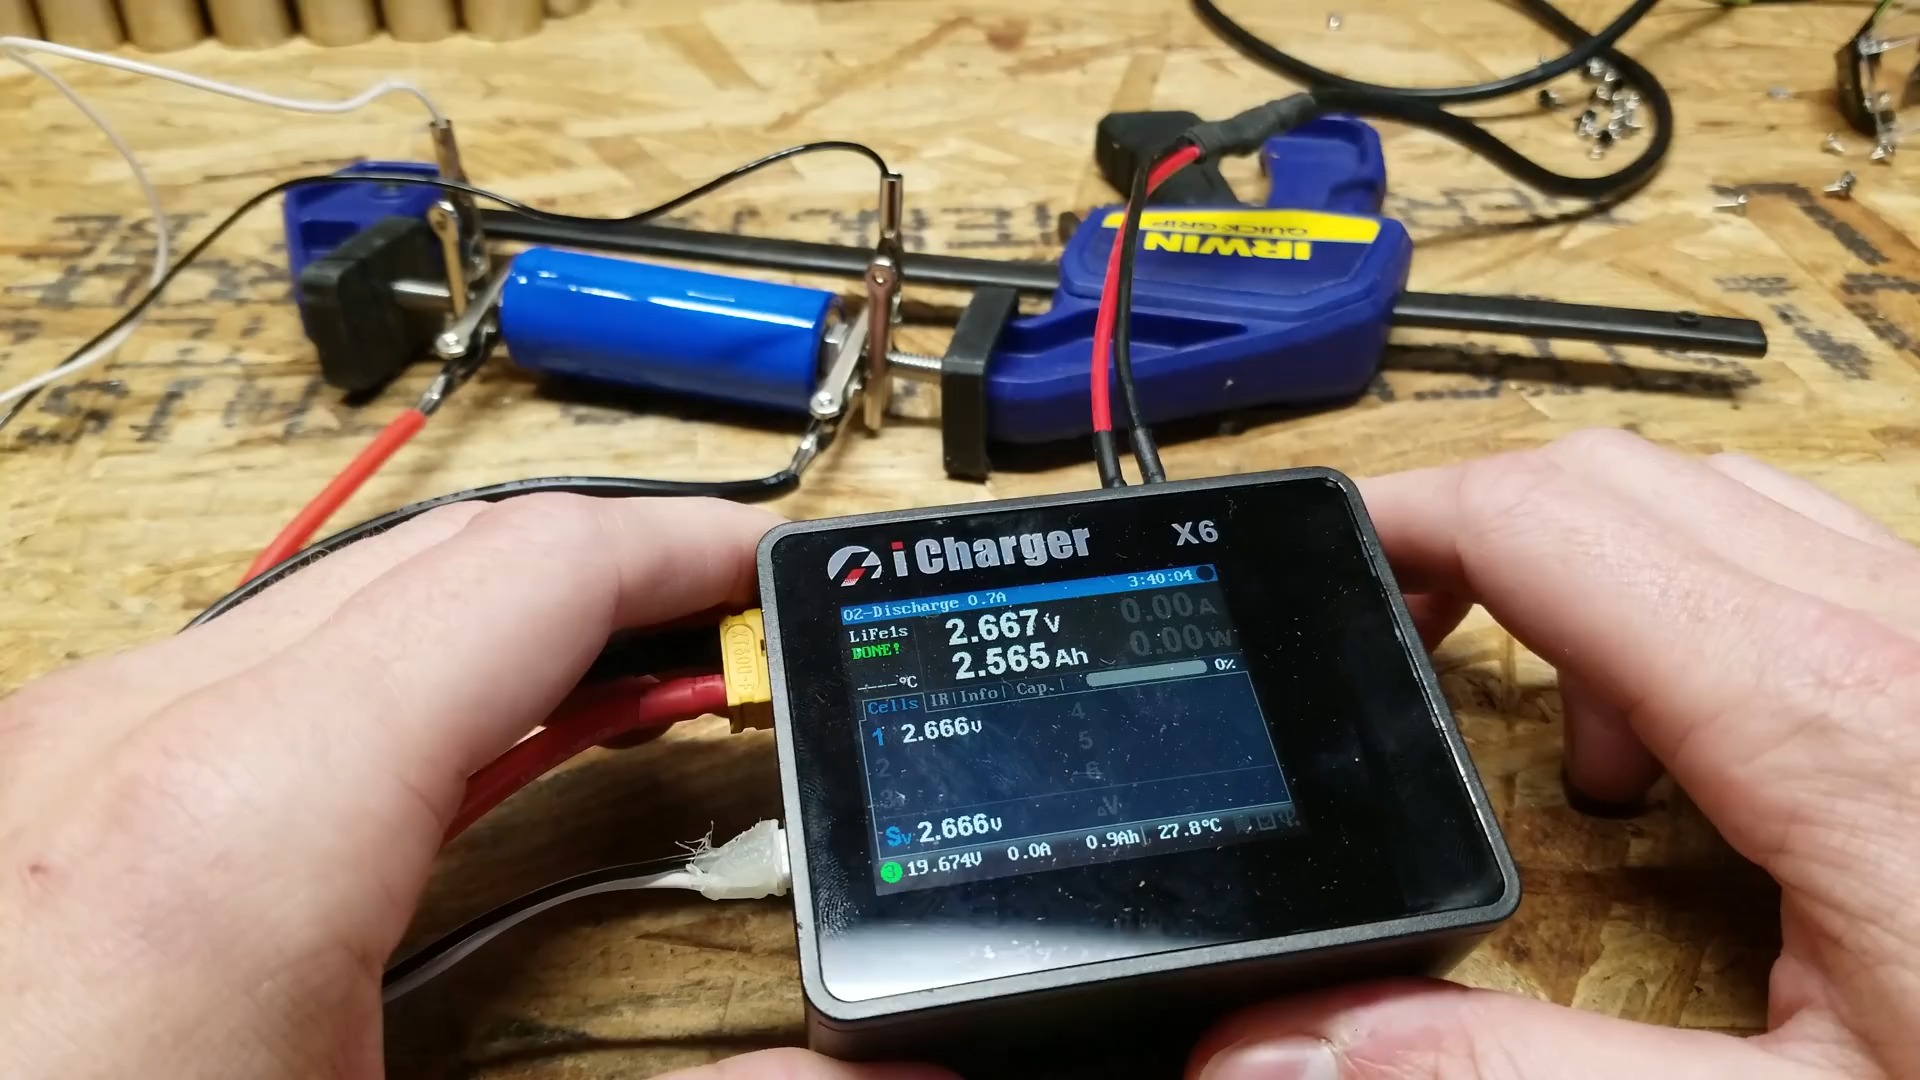 IRWIN
QUICK-GRIP
iCharger X6
02-Discharge 0.7A 3:40:04
LiFe1s 2.667V 0.00A
DONE! 2.565Ah 0.00W
----°C 0%
Cells IR Info Cap.
1 2.666V 4
2 5
3 6
Sv 2.666V ΔV
3 19.674V 0.0A 0.9Ah 27.8°C